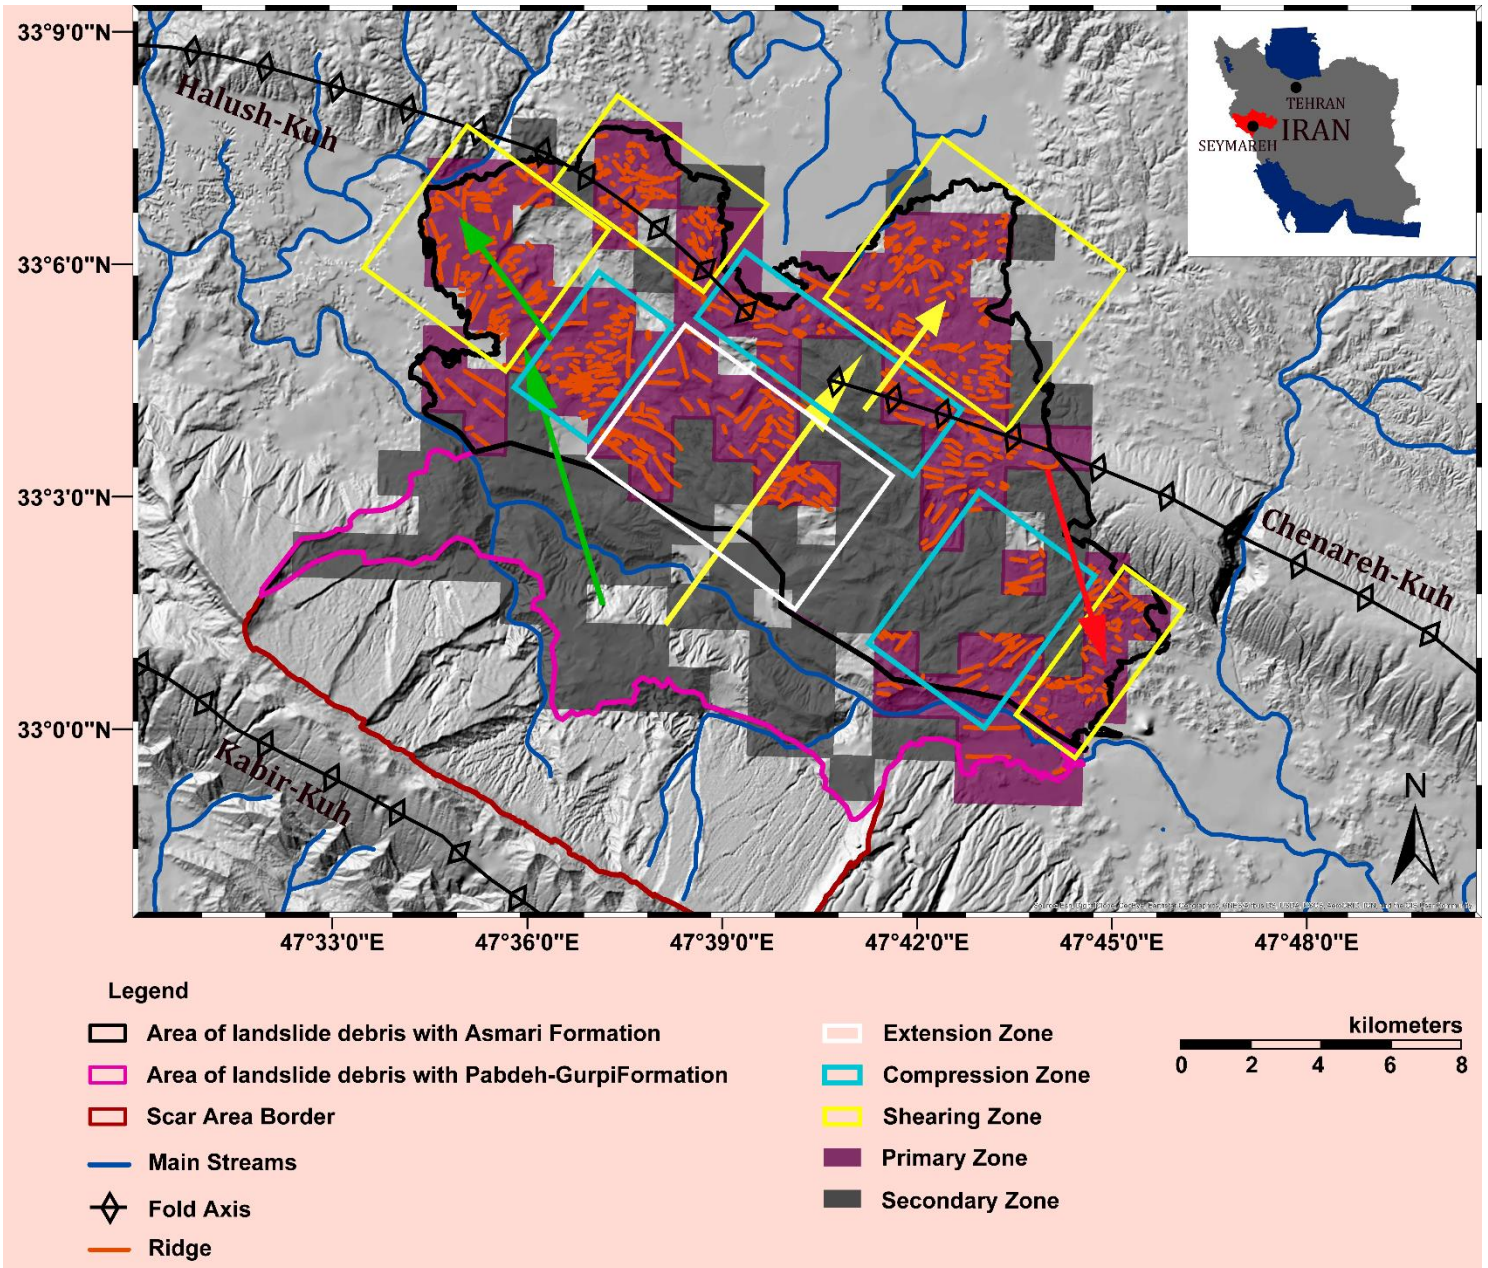 33°9'0"N
33°6'0"N
33°3'0"N
33°0'0"N
Halush-Kuh
Chenareh-Kuh
Kabir-Kuh
TEHRAN
IRAN
SEYMAREH
N
47°33'0"E
47°36'0"E
47°39'0"E
47°42'0"E
47°45'0"E
47°48'0"E
Legend
Area of landslide debris with Asmari Formation
Area of landslide debris with Pabdeh-GurpiFormation
Scar Area Border
Main Streams
Fold Axis
Ridge
Extension Zone
Compression Zone
Shearing Zone
Primary Zone
Secondary Zone
kilometers
0 2 4 6 8